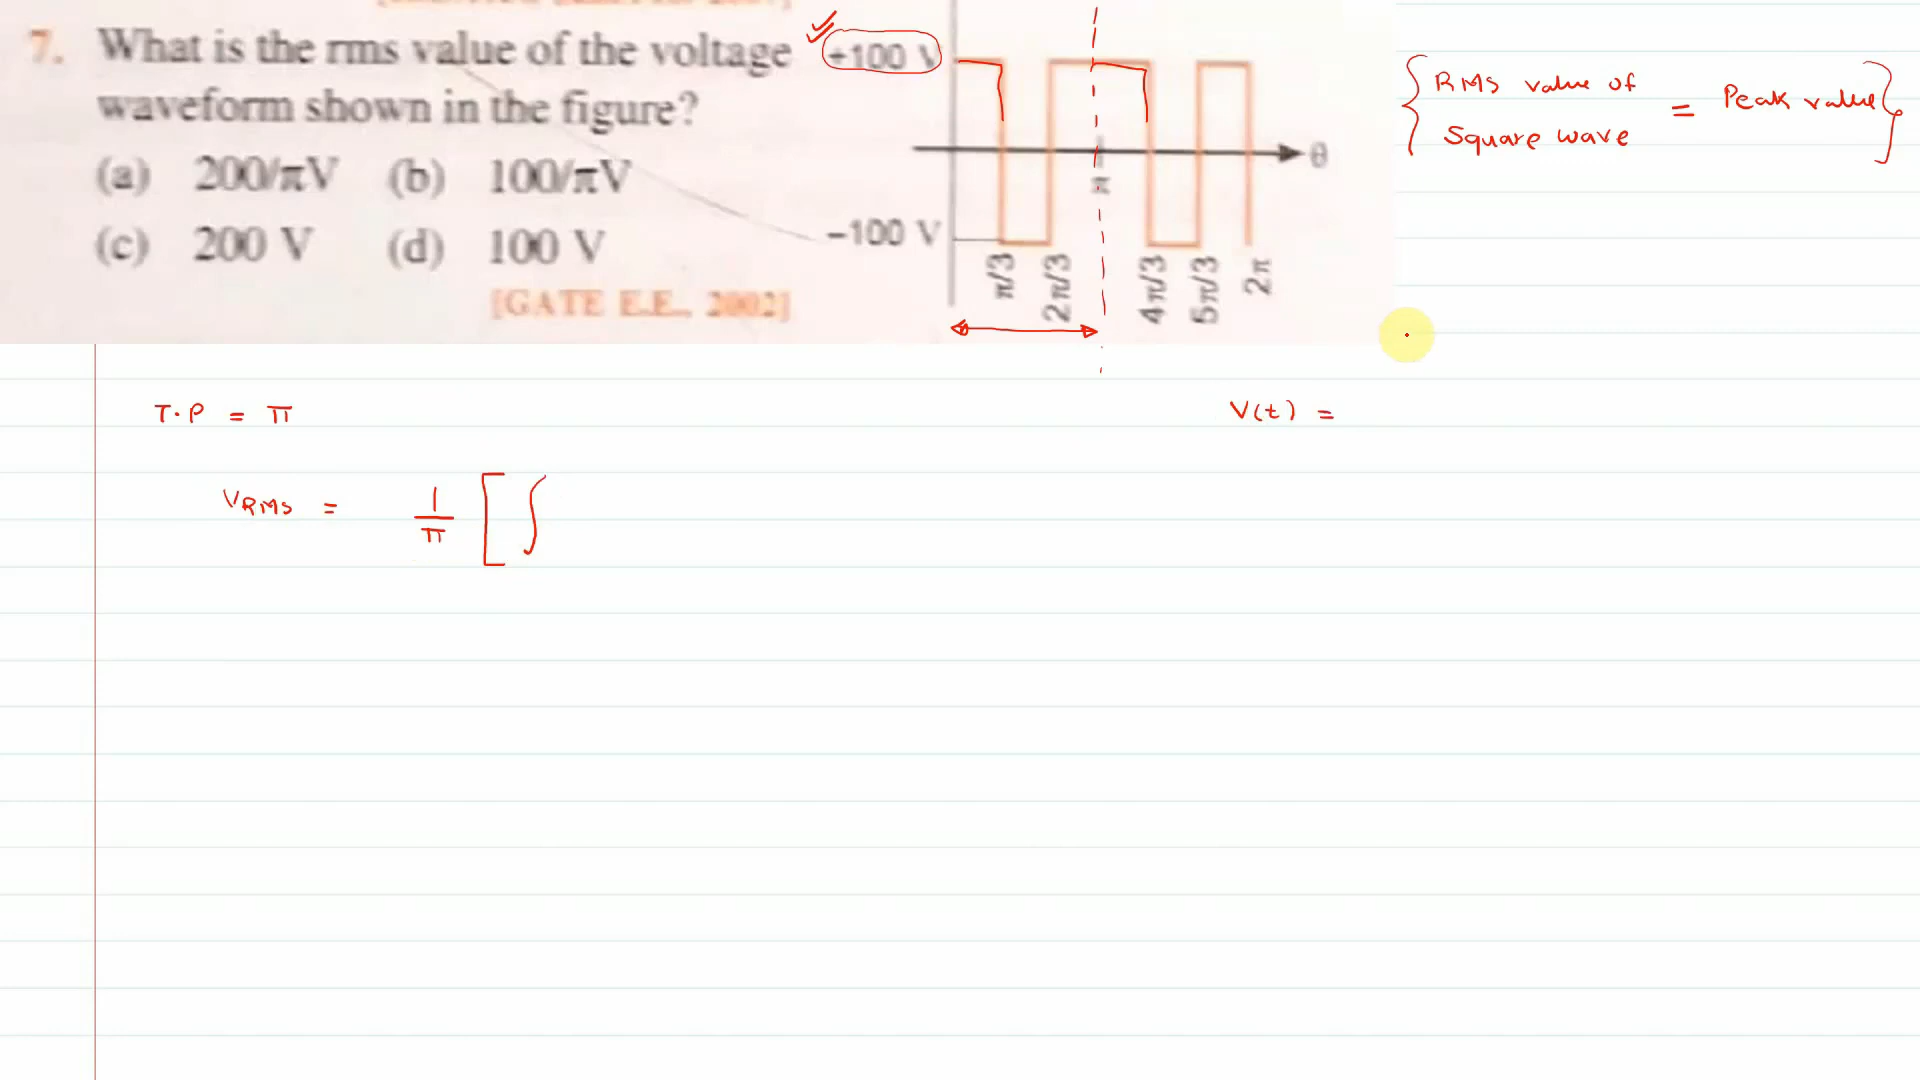 7. What is the rms value of the voltage
waveform shown in the figure?
(a) 200/πV (b) 100/πV
(c) 200 V (d) 100 V
[GATE E.E., 2002]
+100 V
−100 V
θ
π
π/3
2π/3
4π/3
5π/3
2π
RMS value of
Square wave
= Peak value
T.P = π
V(t) =
VRMS = 1/π [ ∫